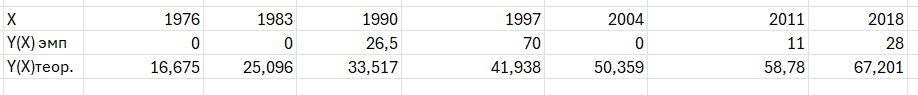 X 1976 1983 1990 1997 2004 2011 2018
Y(X) эмп 0 0 26,5 70 0 11 28
Y(X)теор. 16,675 25,096 33,517 41,938 50,359 58,78 67,201